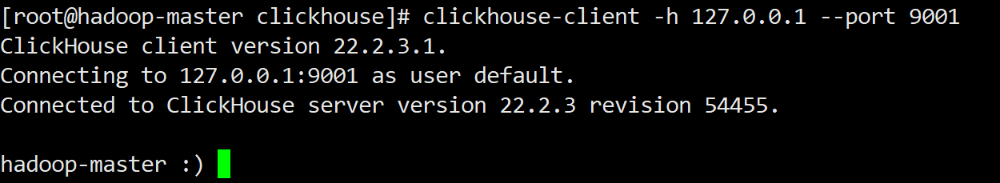 [root@hadoop-master clickhouse]# clickhouse-client -h 127.0.0.1 --port 9001
ClickHouse client version 22.2.3.1.
Connecting to 127.0.0.1:9001 as user default.
Connected to ClickHouse server version 22.2.3 revision 54455.
hadoop-master :)